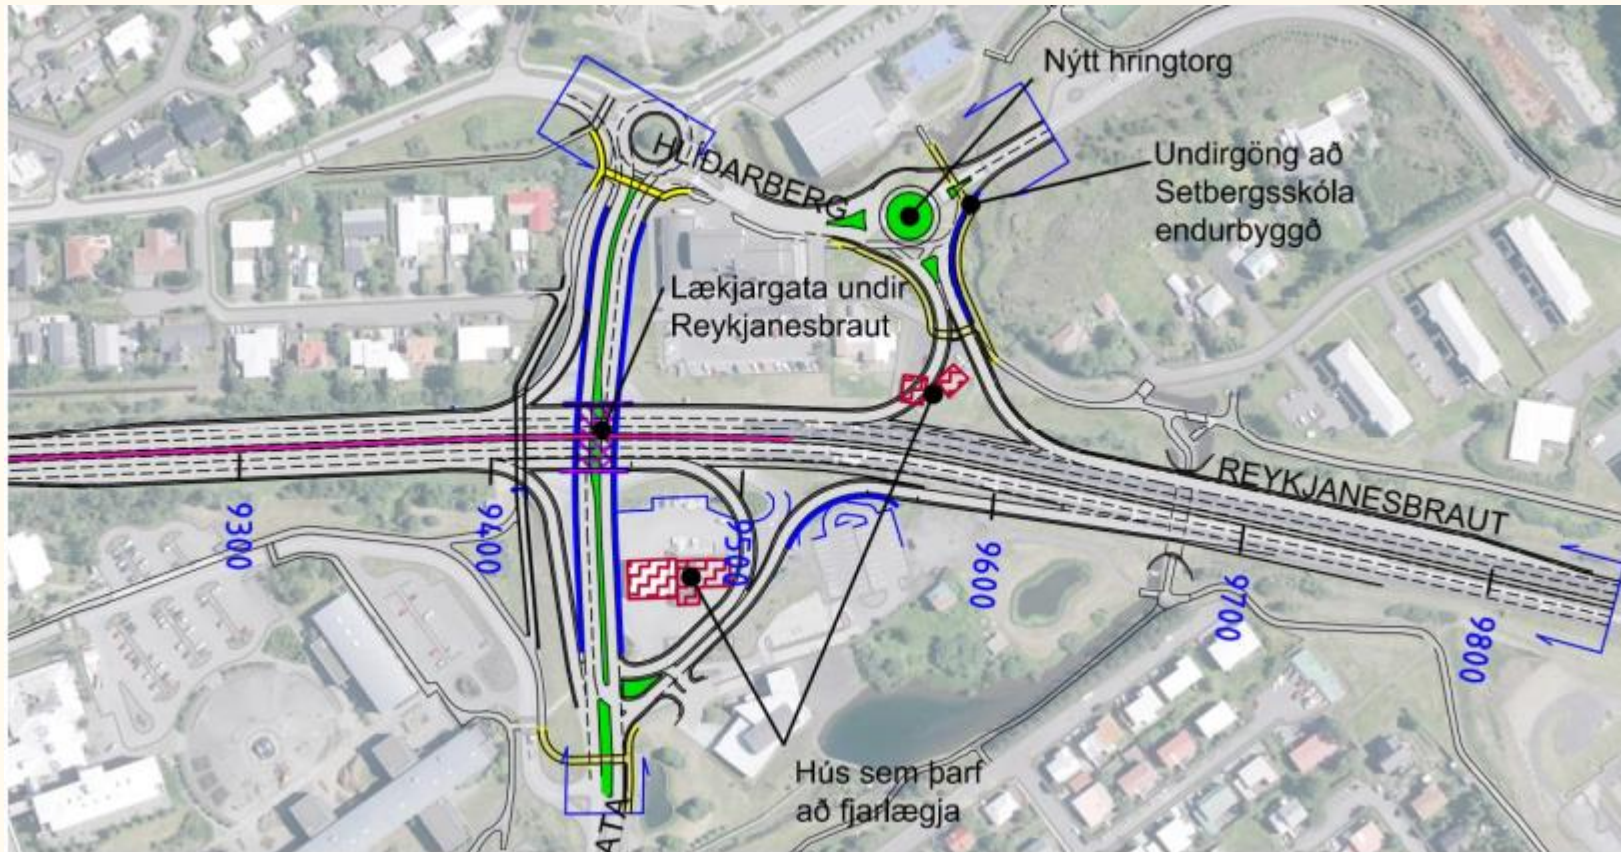 Nýtt hringtorg
HLÍÐARBERG
Undirgöng að
Setbergsskóla
endurbyggð
Lækjargata undir
Reykjanesbraut
REYKJANESBRAUT
9300
9400
9500
9600
9700
9800
Hús sem þarf
að fjarlægja
ATA